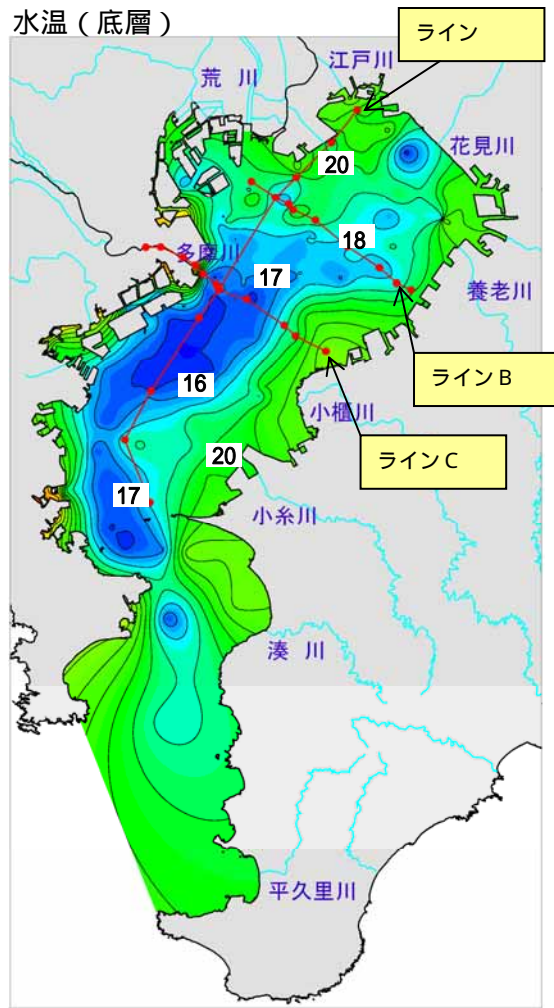 水温（底層）
ライン
江戸川
荒 川
花見川
20
18
多摩川
17
養老川
16
ラインB
小櫃川
ラインC
20
17
小糸川
湊 川
平久里川